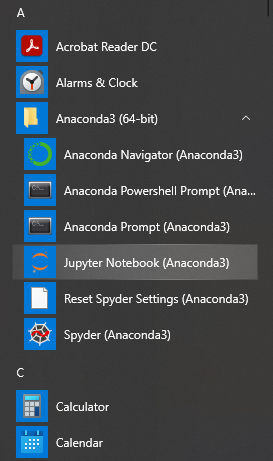 A
Acrobat Reader DC
Alarms & Clock
Anaconda3 (64-bit)
Anaconda Navigator (Anaconda3)
Anaconda Powershell Prompt (Ana...
Anaconda Prompt (Anaconda3)
Jupyter Notebook (Anaconda3)
Reset Spyder Settings (Anaconda3)
Spyder (Anaconda3)
C
Calculator
Calendar